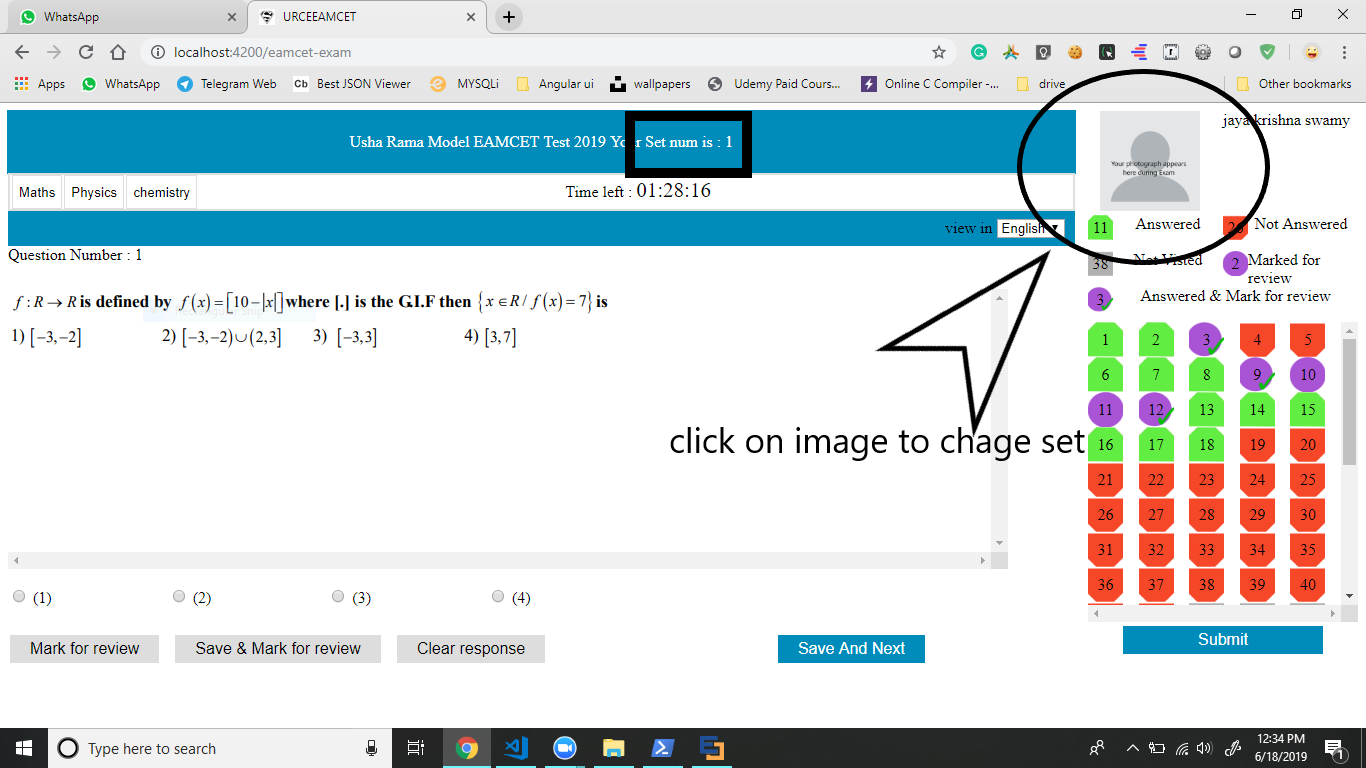 WhatsApp
URCEEAMCET
localhost:4200/eamcet-exam
Apps WhatsApp Telegram Web Cb Best JSON Viewer MYSQLi Angular ui wallpapers Udemy Paid Cours... Online C Compiler -... drive Other bookmarks
Usha Rama Model EAMCET Test 2019 Your Set num is : 1
jaya krishna swamy
Your photograph appears
here during Exam
Maths Physics chemistry
Time left : 01:28:16
view in English
11 Answered Not Answered
38 Not Visted 2 Marked for
review
3 Answered & Mark for review
Question Number : 1
f : R → R is defined by f(x) = [10 − |x|] where [.] is the G.I.F then {x ∈ R / f(x) = 7} is
1) [−3, −2] 2) [−3, −2) ∪ (2, 3] 3) [−3, 3] 4) [3, 7]
click on image to chage set
1 2 3 4 5
6 7 8 9 10
11 12 13 14 15
16 17 18 19 20
21 22 23 24 25
26 27 28 29 30
31 32 33 34 35
36 37 38 39 40
(1) (2) (3) (4)
Mark for review Save & Mark for review Clear response Save And Next
Submit
Type here to search
12:34 PM
6/18/2019
1